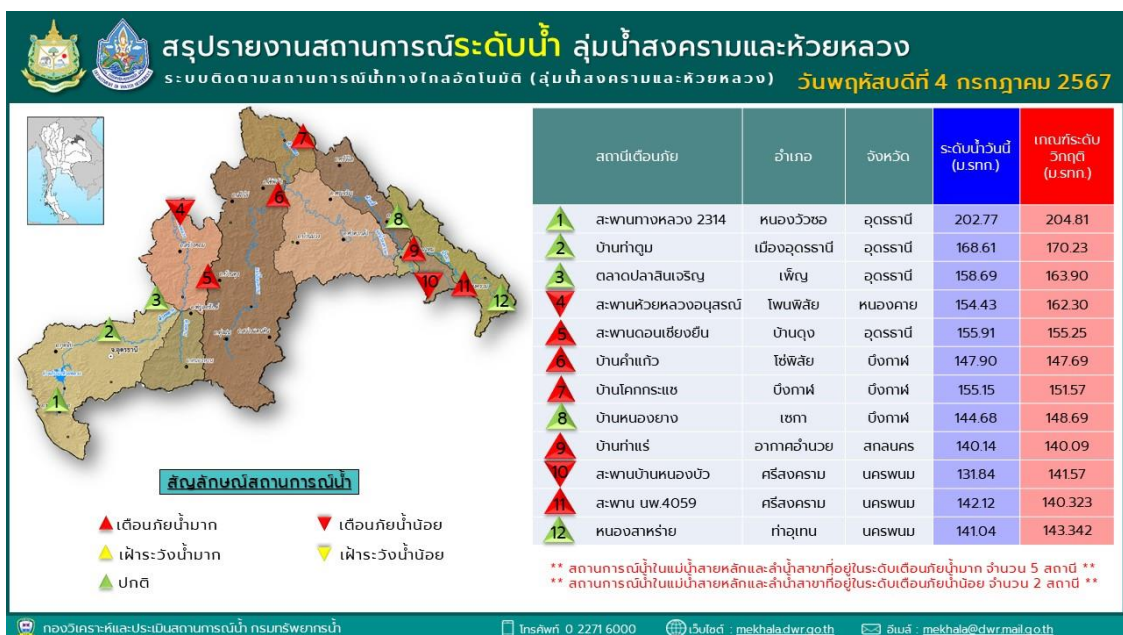 สรุปรายงานสถานการณ์ระดับน้ำ ลุ่มน้ำสงครามและห้วยหลวง
ระบบติดตามสถานการณ์น้ำทางไกลอัตโนมัติ (ลุ่มน้ำสงครามและห้วยหลวง) วันพฤหัสบดีที่ 4 กรกฎาคม 2567
สถานีเตือนภัย อำเภอ จังหวัด ระดับน้ำวันนี้ (ม.รทก.) เกณฑ์ระดับวิกฤติ (ม.รทก.)
1 สะพานทางหลวง 2314 หนองวัวซอ อุดรธานี 202.77 204.81
2 บ้านท่าตูม เมืองอุดรธานี อุดรธานี 168.61 170.23
3 ตลาดปลาสินเจริญ เพ็ญ อุดรธานี 158.69 163.90
4 สะพานห้วยหลวงอนุสรณ์ โพนพิสัย หนองคาย 154.43 162.30
5 สะพานดอนเชียงยืน บ้านดุง อุดรธานี 155.91 155.25
6 บ้านคำแก้ว โซ่พิสัย บึงกาฬ 147.90 147.69
7 บ้านโคกกระแซ บึงกาฬ บึงกาฬ 155.15 151.57
8 บ้านหนองยาง เซกา บึงกาฬ 144.68 148.69
9 บ้านท่าแร่ อากาศอำนวย สกลนคร 140.14 140.09
10 สะพานบ้านหนองบัว ศรีสงคราม นครพนม 131.84 141.57
11 สะพาน นพ.4059 ศรีสงคราม นครพนม 142.12 140.323
12 หนองสาหร่าย ท่าอุเทน นครพนม 141.04 143.342
7
6
4
8
9
5
10
11
12
3
2
1
สัญลักษณ์สถานการณ์น้ำ
เตือนภัยน้ำมาก เตือนภัยน้ำน้อย
เฝ้าระวังน้ำมาก เฝ้าระวังน้ำน้อย
ปกติ
** สถานการณ์น้ำในแม่น้ำสายหลักและลำน้ำสาขาที่อยู่ในระดับเตือนภัยน้ำมาก จำนวน 5 สถานี **
** สถานการณ์น้ำในแม่น้ำสายหลักและลำน้ำสาขาที่อยู่ในระดับเตือนภัยน้ำน้อย จำนวน 2 สถานี **
กองวิเคราะห์และประเมินสถานการณ์น้ำ กรมทรัพยากรน้ำ โทรศัพท์ 0 2271 6000 เว็บไซต์ : mekhala.dwr.go.th อีเมล์ : mekhala@dwr.mail.go.th